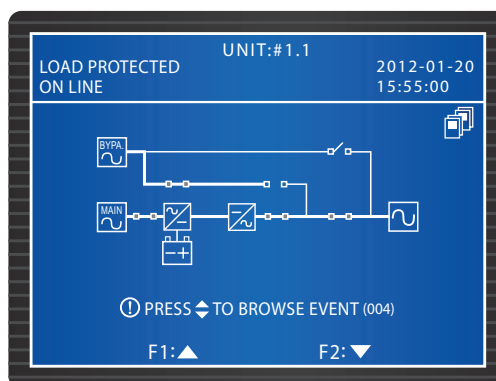 UNIT:#1.1
LOAD PROTECTED
ON LINE
2012-01-20
15:55:00
BYPA.
MAIN
PRESS TO BROWSE EVENT (004)
F1:
F2: